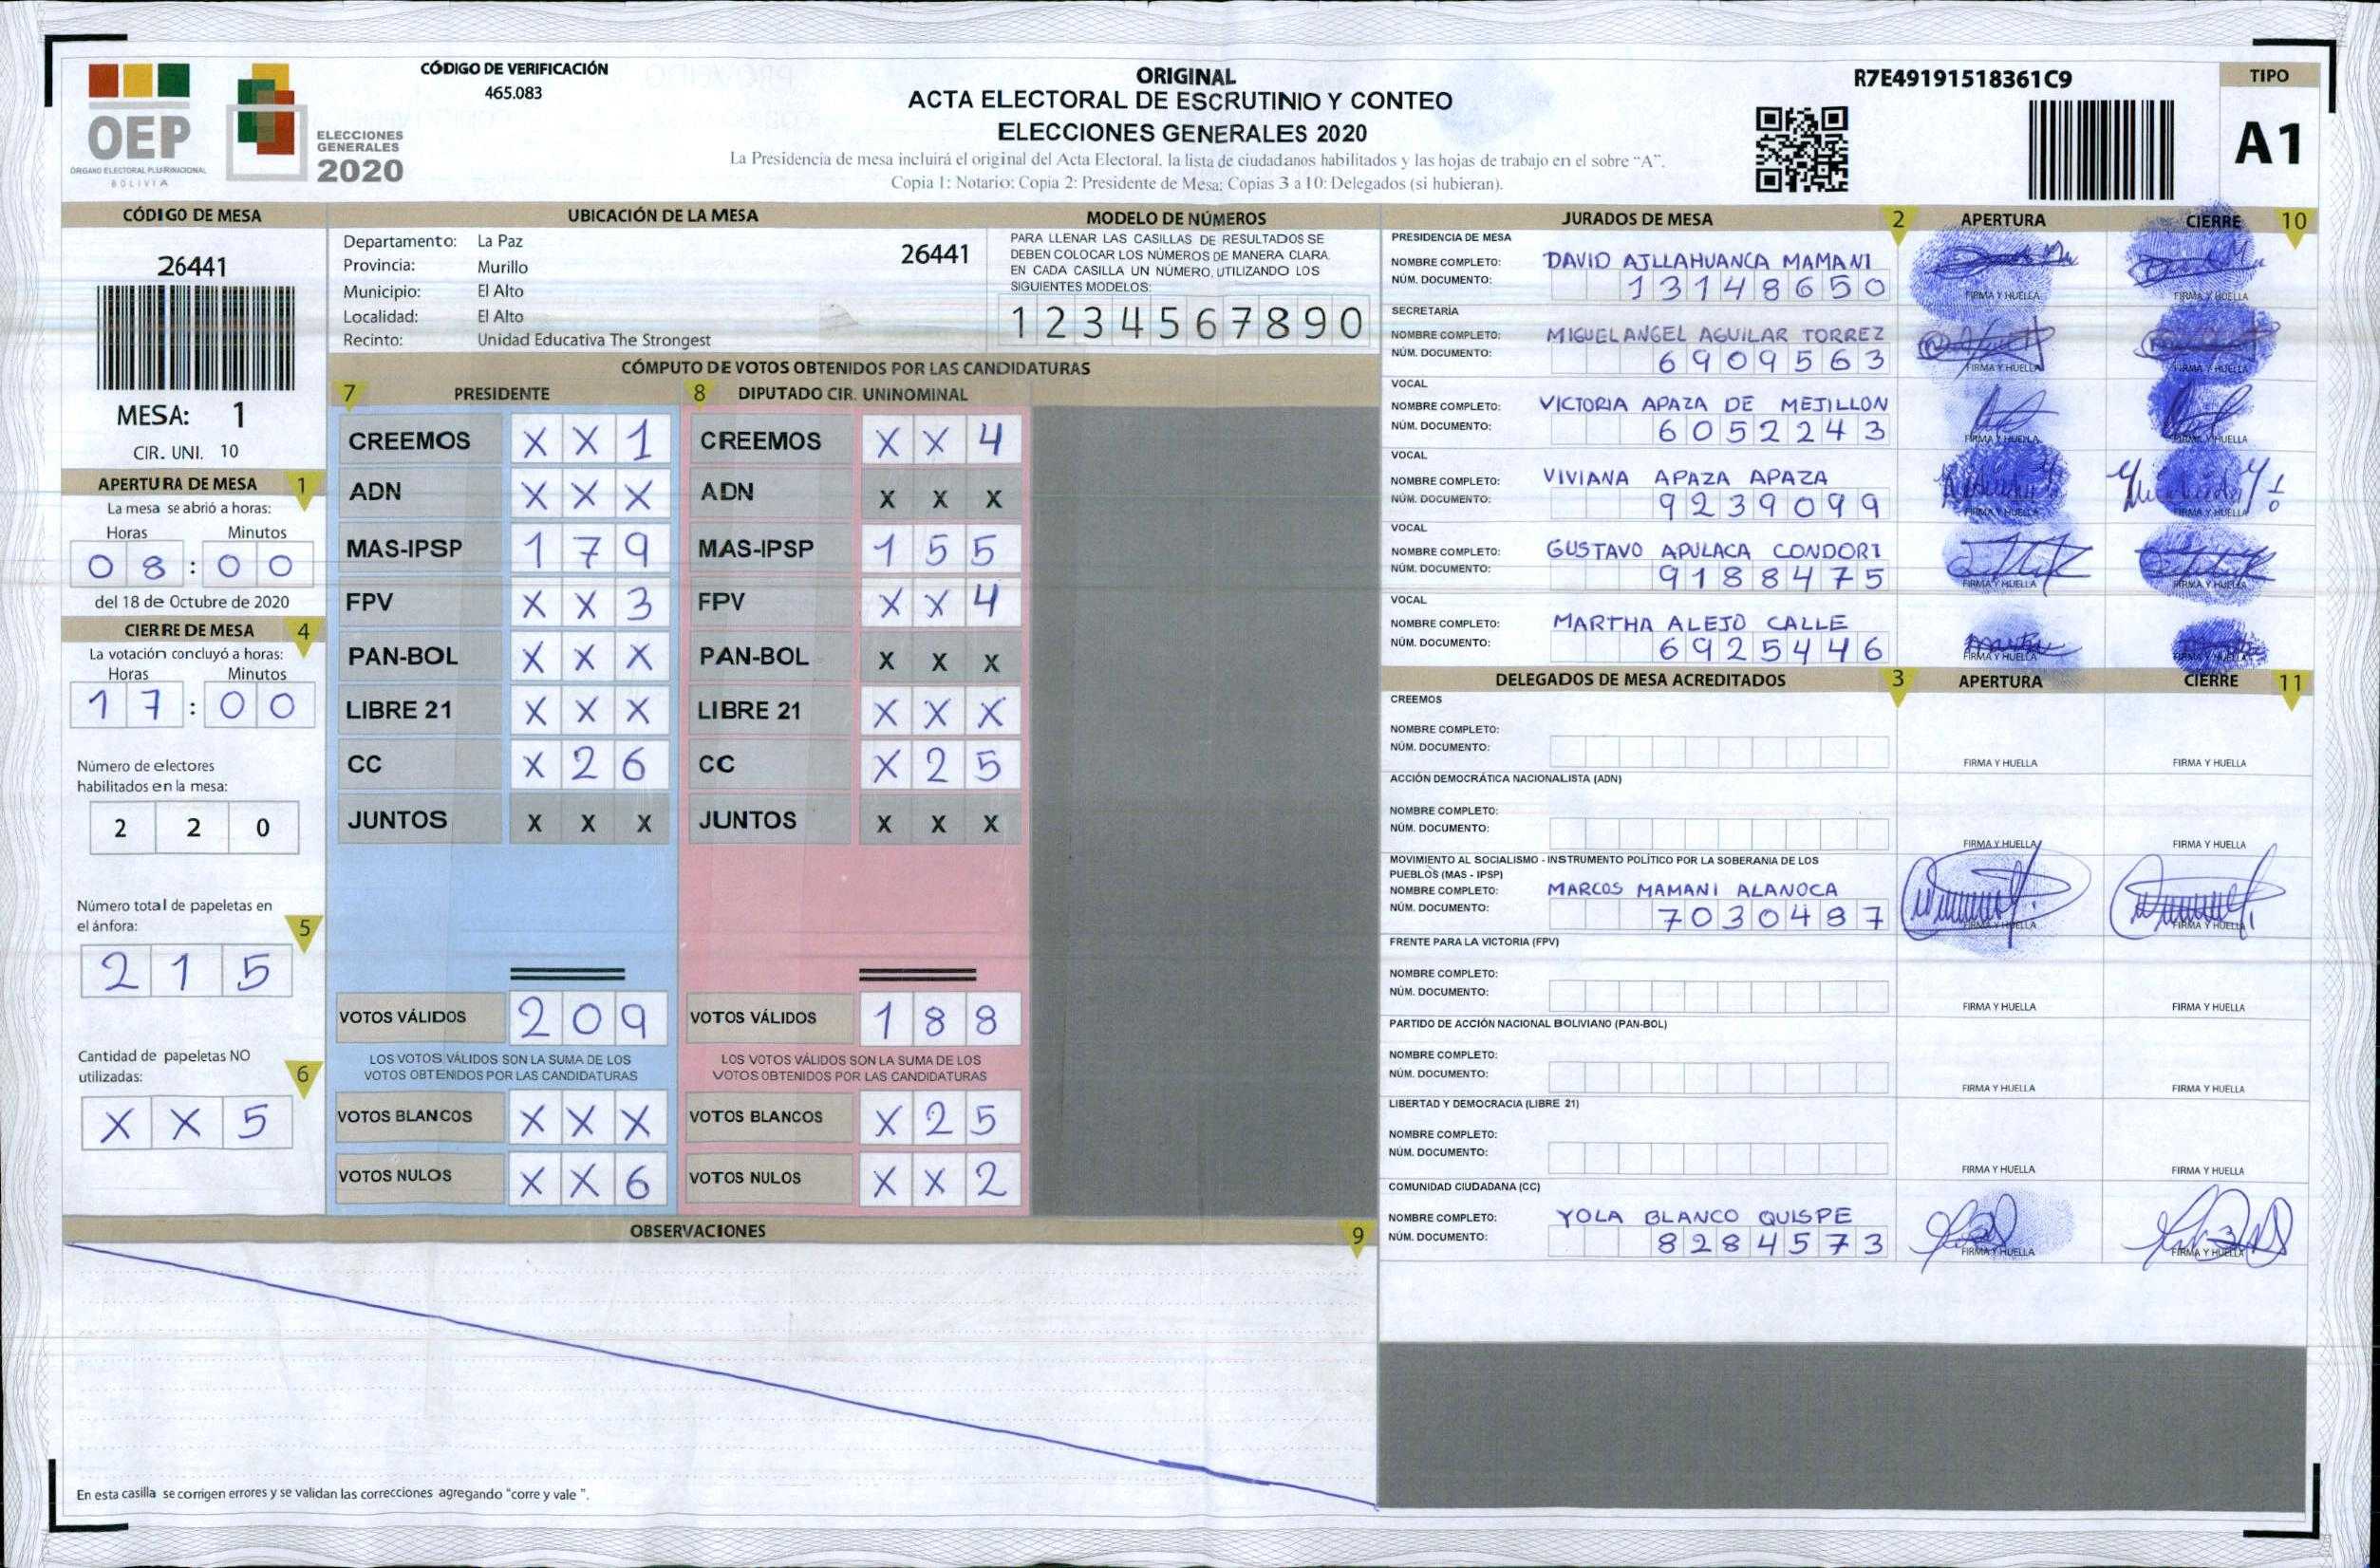 CÓDIGO DE VERIFICACIÓN
465.083
OEP
ÓRGANO ELECTORAL PLURINACIONAL
BOLIVIA
ELECCIONES
GENERALES
2020
ORIGINAL
ACTA ELECTORAL DE ESCRUTINIO Y CONTEO
ELECCIONES GENERALES 2020
La Presidencia de mesa incluirá el original del Acta Electoral. la lista de ciudadanos habilitados y las hojas de trabajo en el sobre "A".
Copia 1: Notario: Copia 2: Presidente de Mesa: Copias 3 a 10: Delegados (si hubieran).
R7E49191518361C9
TIPO
A1
CÓDIGO DE MESA
26441
MESA: 1
CIR. UNI. 10
APERTURA DE MESA 1
La mesa se abrió a horas:
Horas Minutos
08:00
del 18 de Octubre de 2020
CIERRE DE MESA 4
La votación concluyó a horas:
Horas Minutos
17:00
Número de electores
habilitados en la mesa:
2 2 0
Número total de papeletas en
el ánfora: 5
2 1 5
Cantidad de papeletas NO
utilizadas: 6
X X 5
UBICACIÓN DE LA MESA
Departamento: La Paz
26441
Provincia: Murillo
Municipio: El Alto
Localidad: El Alto
Recinto: Unidad Educativa The Strongest
MODELO DE NÚMEROS
PARA LLENAR LAS CASILLAS DE RESULTADOS SE
DEBEN COLOCAR LOS NÚMEROS DE MANERA CLARA.
EN CADA CASILLA UN NÚMERO, UTILIZANDO LOS
SIGUIENTES MODELOS:
1 2 3 4 5 6 7 8 9 0
CÓMPUTO DE VOTOS OBTENIDOS POR LAS CANDIDATURAS
7 PRESIDENTE 8 DIPUTADO CIR. UNINOMINAL
CREEMOS X X 1 CREEMOS X X 4
ADN X X X ADN X X X
MAS-IPSP 1 7 9 MAS-IPSP 1 5 5
FPV X X 3 FPV X X 4
PAN-BOL X X X PAN-BOL X X X
LIBRE 21 X X X LIBRE 21 X X X
CC X 2 6 CC X 2 5
JUNTOS X X X JUNTOS X X X
VOTOS VÁLIDOS 2 0 9 VOTOS VÁLIDOS 1 8 8
LOS VOTOS VÁLIDOS SON LA SUMA DE LOS LOS VOTOS VÁLIDOS SON LA SUMA DE LOS
VOTOS OBTENIDOS POR LAS CANDIDATURAS VOTOS OBTENIDOS POR LAS CANDIDATURAS
VOTOS BLANCOS X X X VOTOS BLANCOS X 2 5
VOTOS NULOS X X 6 VOTOS NULOS X X 2
OBSERVACIONES 9
En esta casilla se corrigen errores y se validan las correcciones agregando "corre y vale ".
JURADOS DE MESA 2 APERTURA CIERRE 10
PRESIDENCIA DE MESA
NOMBRE COMPLETO: DAVID AJLLAHUANCA MAMANI
NÚM. DOCUMENTO: 13148650
FIRMA Y HUELLA FIRMA Y HUELLA
SECRETARÍA
NOMBRE COMPLETO: MIGUEL ANGEL AGUILAR TORREZ
NÚM. DOCUMENTO: 6909563
FIRMA Y HUELLA FIRMA Y HUELLA
VOCAL
NOMBRE COMPLETO: VICTORIA APAZA DE MEJILLON
NÚM. DOCUMENTO: 6052243
FIRMA Y HUELLA FIRMA Y HUELLA
VOCAL
NOMBRE COMPLETO: VIVIANA APAZA APAZA
NÚM. DOCUMENTO: 9239099
FIRMA Y HUELLA FIRMA Y HUELLA
VOCAL
NOMBRE COMPLETO: GUSTAVO APULACA CONDORI
NÚM. DOCUMENTO: 9188475
FIRMA Y HUELLA FIRMA Y HUELLA
VOCAL
NOMBRE COMPLETO: MARTHA ALEJO CALLE
NÚM. DOCUMENTO: 6925446
FIRMA Y HUELLA FIRMA Y HUELLA
DELEGADOS DE MESA ACREDITADOS 3 APERTURA CIERRE 11
CREEMOS
NOMBRE COMPLETO:
NÚM. DOCUMENTO:
FIRMA Y HUELLA FIRMA Y HUELLA
ACCIÓN DEMOCRÁTICA NACIONALISTA (ADN)
NOMBRE COMPLETO:
NÚM. DOCUMENTO:
FIRMA Y HUELLA FIRMA Y HUELLA
MOVIMIENTO AL SOCIALISMO - INSTRUMENTO POLÍTICO POR LA SOBERANIA DE LOS
PUEBLOS (MAS - IPSP)
NOMBRE COMPLETO: MARCOS MAMANI ALANOCA
NÚM. DOCUMENTO: 7030487
FIRMA Y HUELLA FIRMA Y HUELLA
FRENTE PARA LA VICTORIA (FPV)
NOMBRE COMPLETO:
NÚM. DOCUMENTO:
FIRMA Y HUELLA FIRMA Y HUELLA
PARTIDO DE ACCIÓN NACIONAL BOLIVIANO (PAN-BOL)
NOMBRE COMPLETO:
NÚM. DOCUMENTO:
FIRMA Y HUELLA FIRMA Y HUELLA
LIBERTAD Y DEMOCRACIA (LIBRE 21)
NOMBRE COMPLETO:
NÚM. DOCUMENTO:
FIRMA Y HUELLA FIRMA Y HUELLA
COMUNIDAD CIUDADANA (CC)
NOMBRE COMPLETO: YOLA BLANCO QUISPE
NÚM. DOCUMENTO: 8284573
FIRMA Y HUELLA FIRMA Y HUELLA